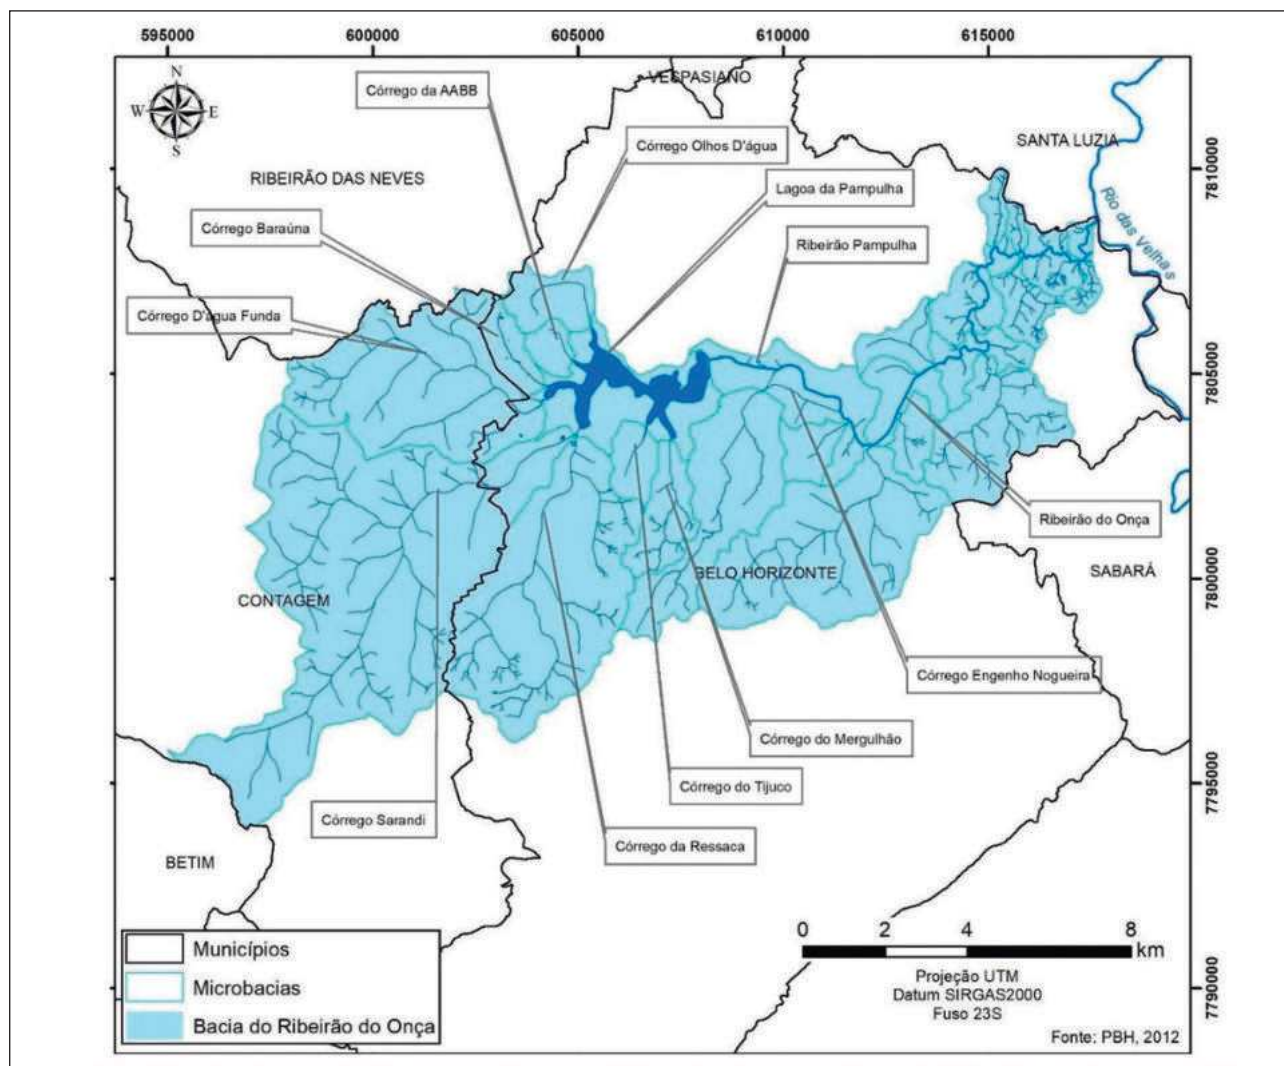 595000 600000 605000 610000 615000
N
W E
S
VESPASIANO
Córrego da AABB
SANTA LUZIA
Córrego Olhos D'água
7810000
RIBEIRÃO DAS NEVES
Lagoa da Pampulha
Rio das Velhas
Córrego Baraúna
Ribeirão Pampulha
Córrego D'água Funda
7805000
Ribeirão do Onça
BELO HORIZONTE
SABARÁ
7800000
CONTAGEM
Córrego Engenho Nogueira
Córrego do Mergulhão
Córrego do Tijuco
7795000
Córrego Sarandi
Córrego da Ressaca
BETIM
0 2 4 8
km
Municípios
Microbacias
Bacia do Ribeirão do Onça
Projeção UTM
Datum SIRGAS2000
Fuso 23S
7790000
Fonte: PBH, 2012